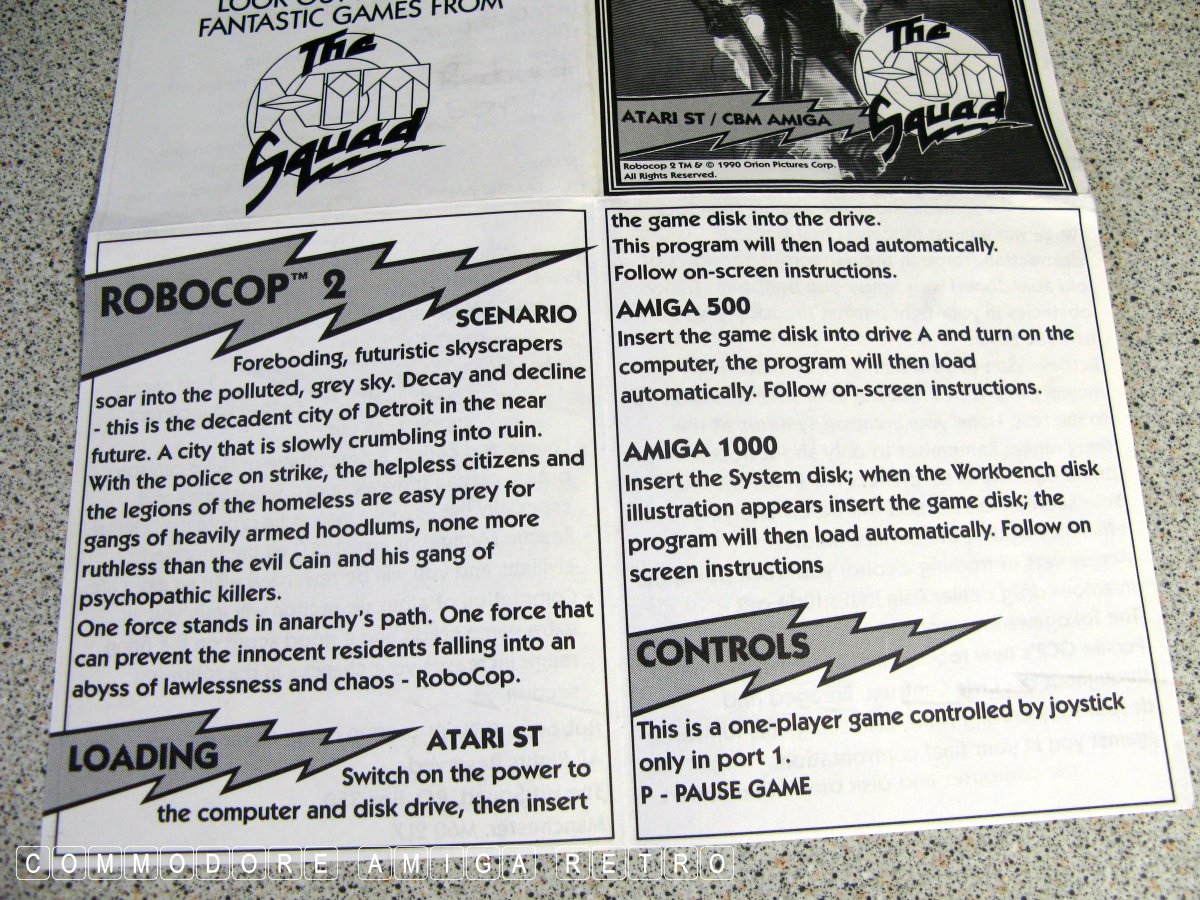 LOOK OUT
FANTASTIC GAMES FROM
The
HIT
Squad
ATARI ST / CBM AMIGA
The
HIT
Squad
Robocop 2 TM & © 1990 Orion Pictures Corp.
All Rights Reserved.
ROBOCOP™ 2
SCENARIO
Foreboding, futuristic skyscrapers
soar into the polluted, grey sky. Decay and decline
- this is the decadent city of Detroit in the near
future. A city that is slowly crumbling into ruin.
With the police on strike, the helpless citizens and
the legions of the homeless are easy prey for
gangs of heavily armed hoodlums, none more
ruthless than the evil Cain and his gang of
psychopathic killers.
One force stands in anarchy's path. One force that
can prevent the innocent residents falling into an
abyss of lawlessness and chaos - RoboCop.
LOADING
ATARI ST
Switch on the power to
the computer and disk drive, then insert
the game disk into the drive.
This program will then load automatically.
Follow on-screen instructions.
AMIGA 500
Insert the game disk into drive A and turn on the
computer, the program will then load
automatically. Follow on-screen instructions.
AMIGA 1000
Insert the System disk; when the Workbench disk
illustration appears insert the game disk; the
program will then load automatically. Follow on
screen instructions
CONTROLS
This is a one-player game controlled by joystick
only in port 1
P - PAUSE GAME
COMMODORE AMIGA RETRO